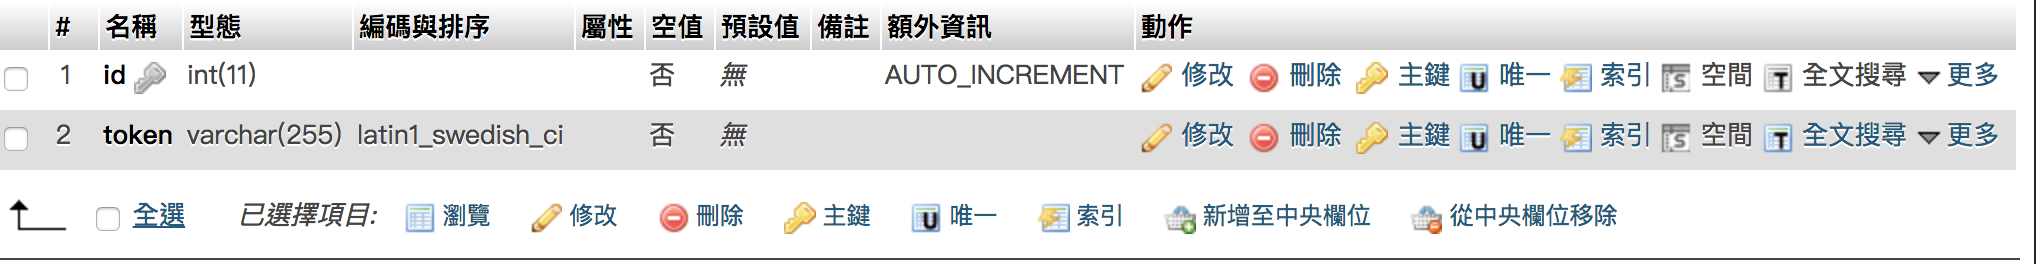 # 名稱 型態 編碼與排序 屬性 空值 預設值 備註 額外資訊 動作
1 id int(11) 否 無 AUTO_INCREMENT 修改 刪除 主鍵 U 唯一 索引 S 空間 T 全文搜尋 更多
2 token varchar(255) latin1_swedish_ci 否 無 修改 刪除 主鍵 U 唯一 索引 S 空間 T 全文搜尋 更多
全選 已選擇項目: 瀏覽 修改 刪除 主鍵 U 唯一 索引 新增至中央欄位 從中央欄位移除